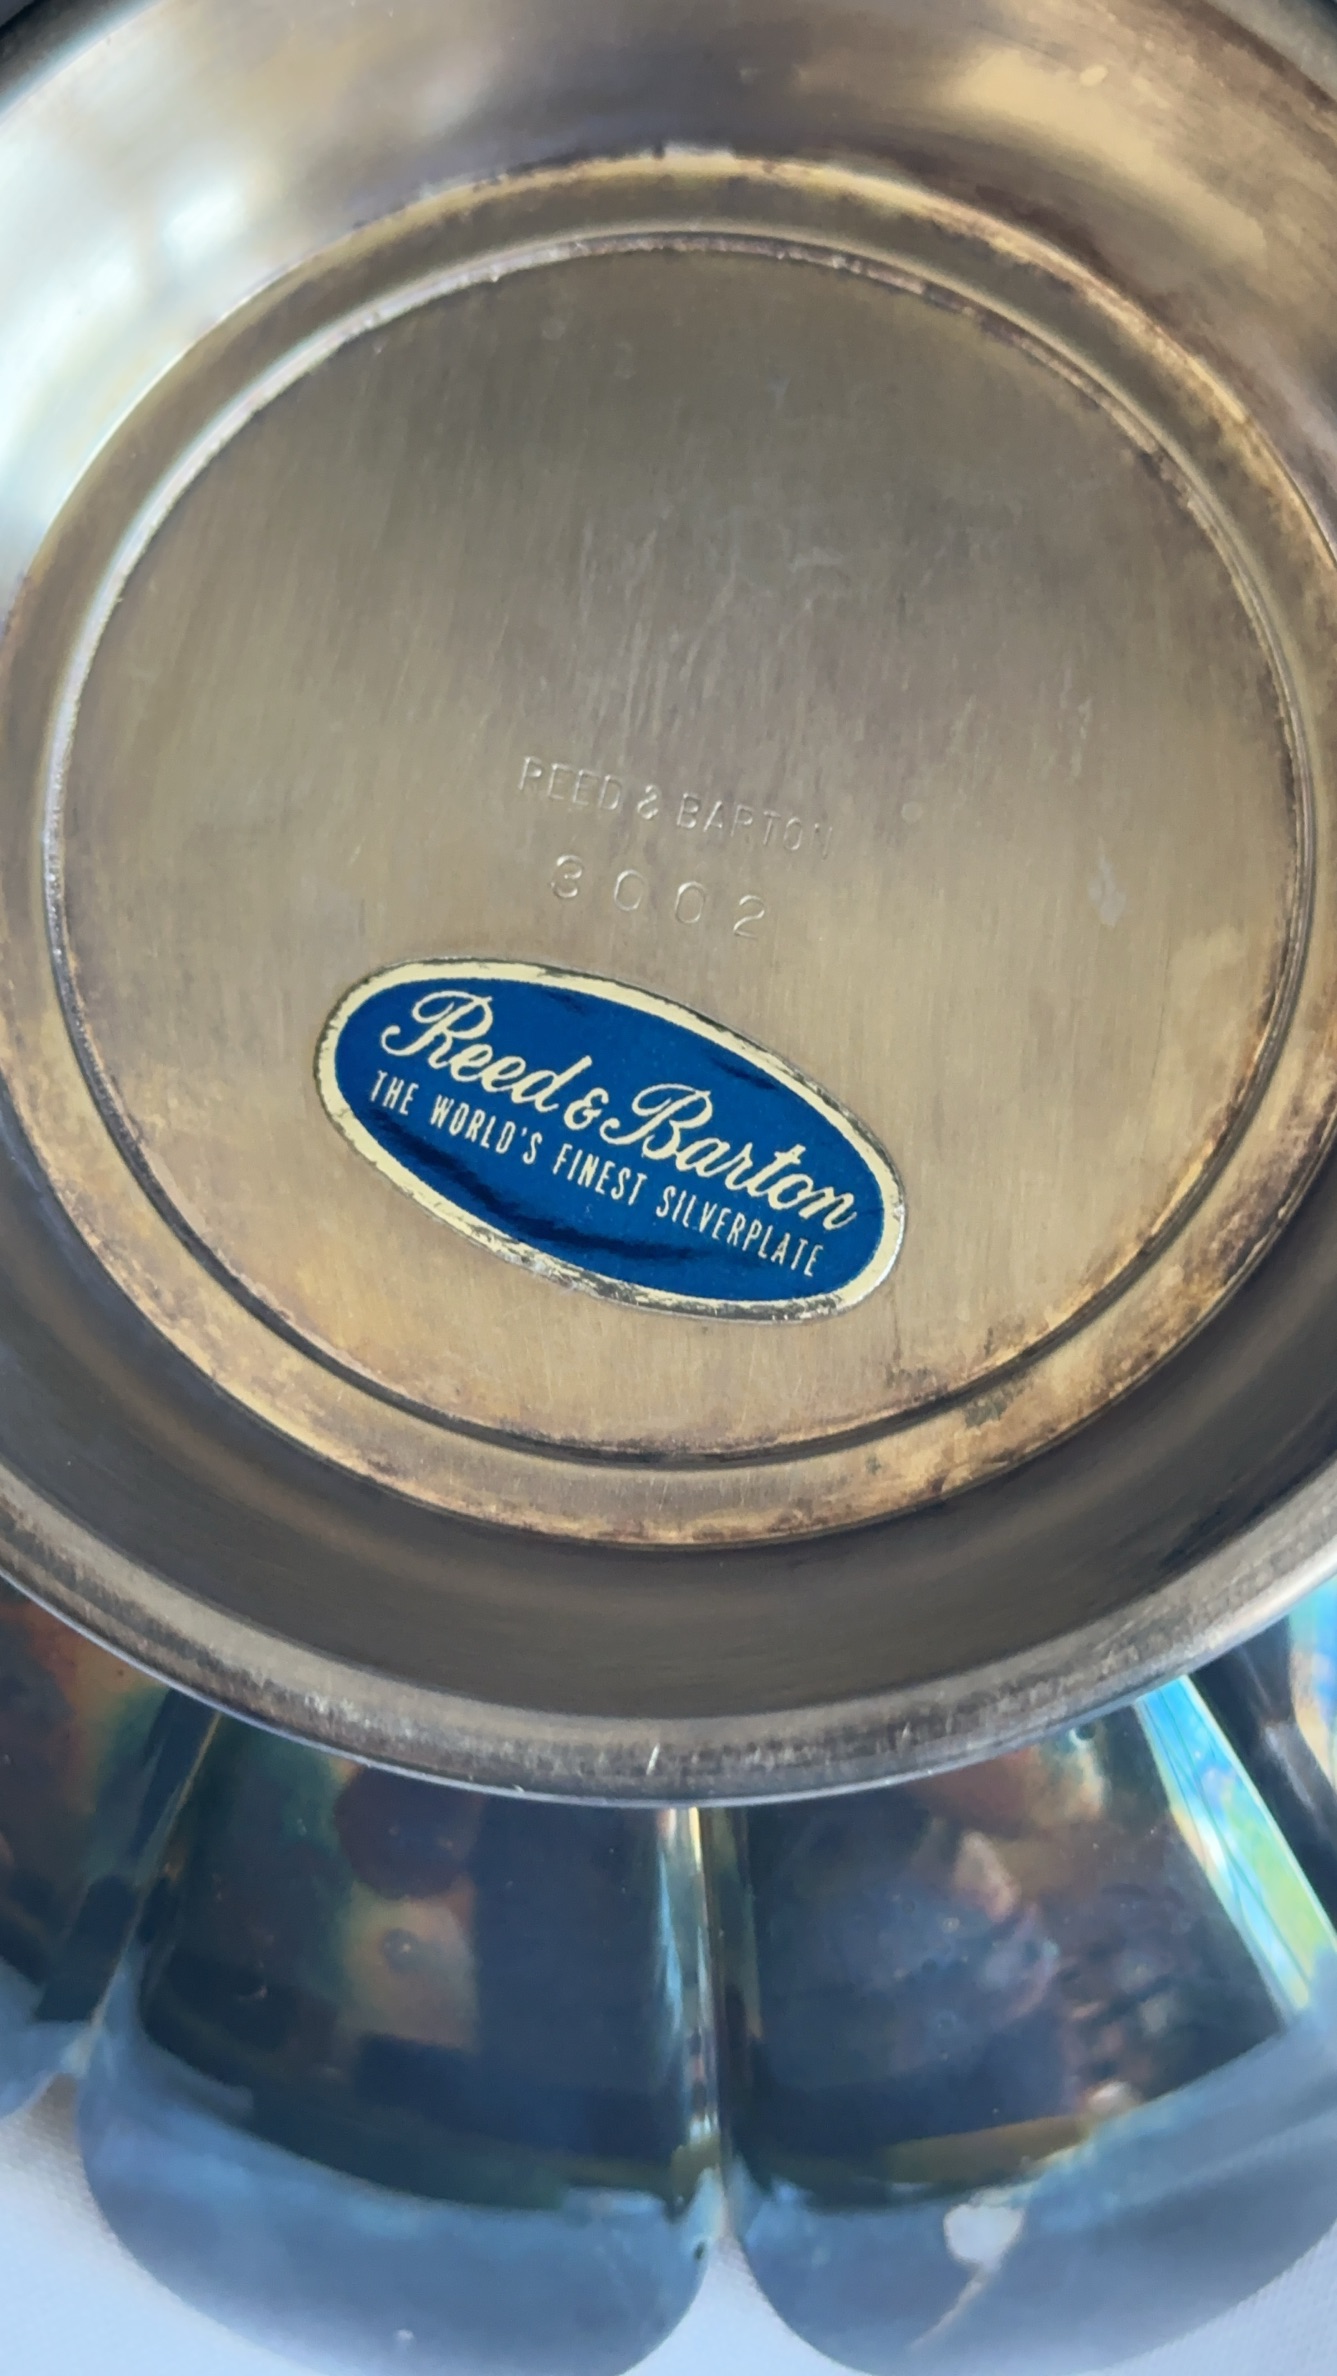 REED & BARTON
3002
Reed & Barton
THE WORLD'S FINEST SILVERPLATE